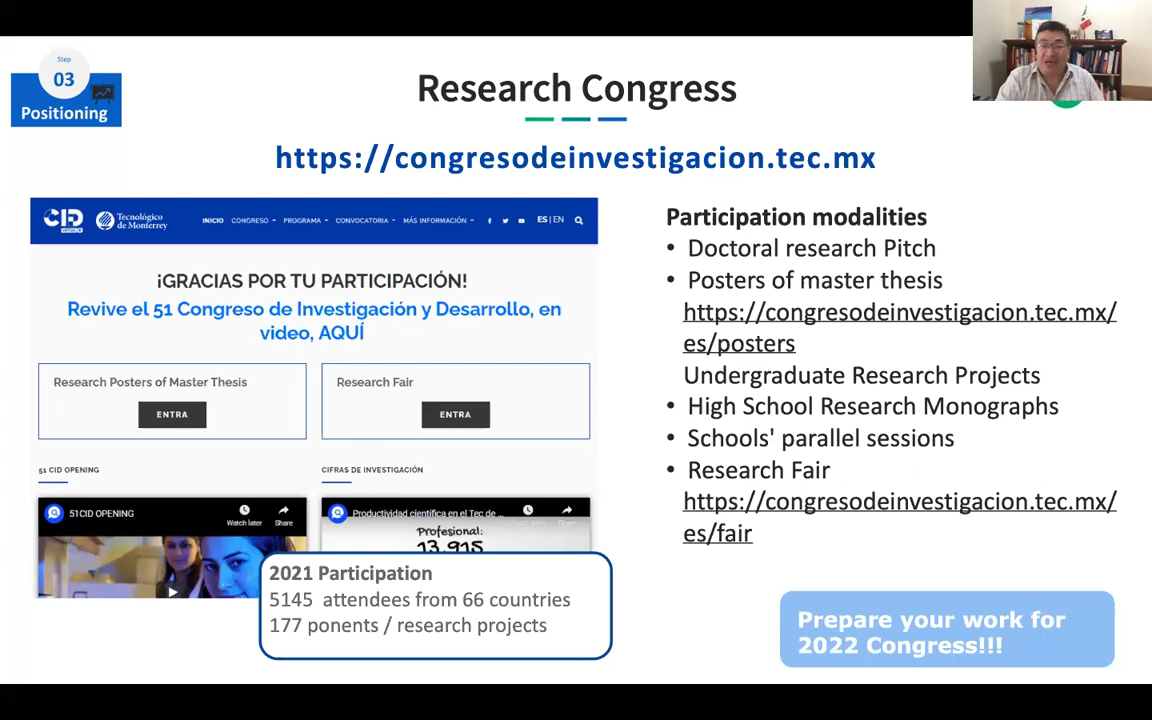 Step
03
Positioning
Research Congress
https://congresodeinvestigacion.tec.mx
CID
Tecnológico
de Monterrey
INICIO CONGRESO PROGRAMA CONVOCATORIA MÁS INFORMACIÓN ES | EN
¡GRACIAS POR TU PARTICIPACIÓN!
Revive el 51 Congreso de Investigación y Desarrollo, en
video, AQUÍ
Research Posters of Master Thesis
ENTRA
Research Fair
ENTRA
51 CID OPENING
CIFRAS DE INVESTIGACIÓN
51CID OPENING
Watch later
Share
Productividad científica en el Tec de ...
Profesional:
13,915
2021 Participation
5145 attendees from 66 countries
177 ponents / research projects
Participation modalities
• Doctoral research Pitch
• Posters of master thesis
https://congresodeinvestigacion.tec.mx/
es/posters
Undergraduate Research Projects
• High School Research Monographs
• Schools' parallel sessions
• Research Fair
https://congresodeinvestigacion.tec.mx/
es/fair
Prepare your work for
2022 Congress!!!